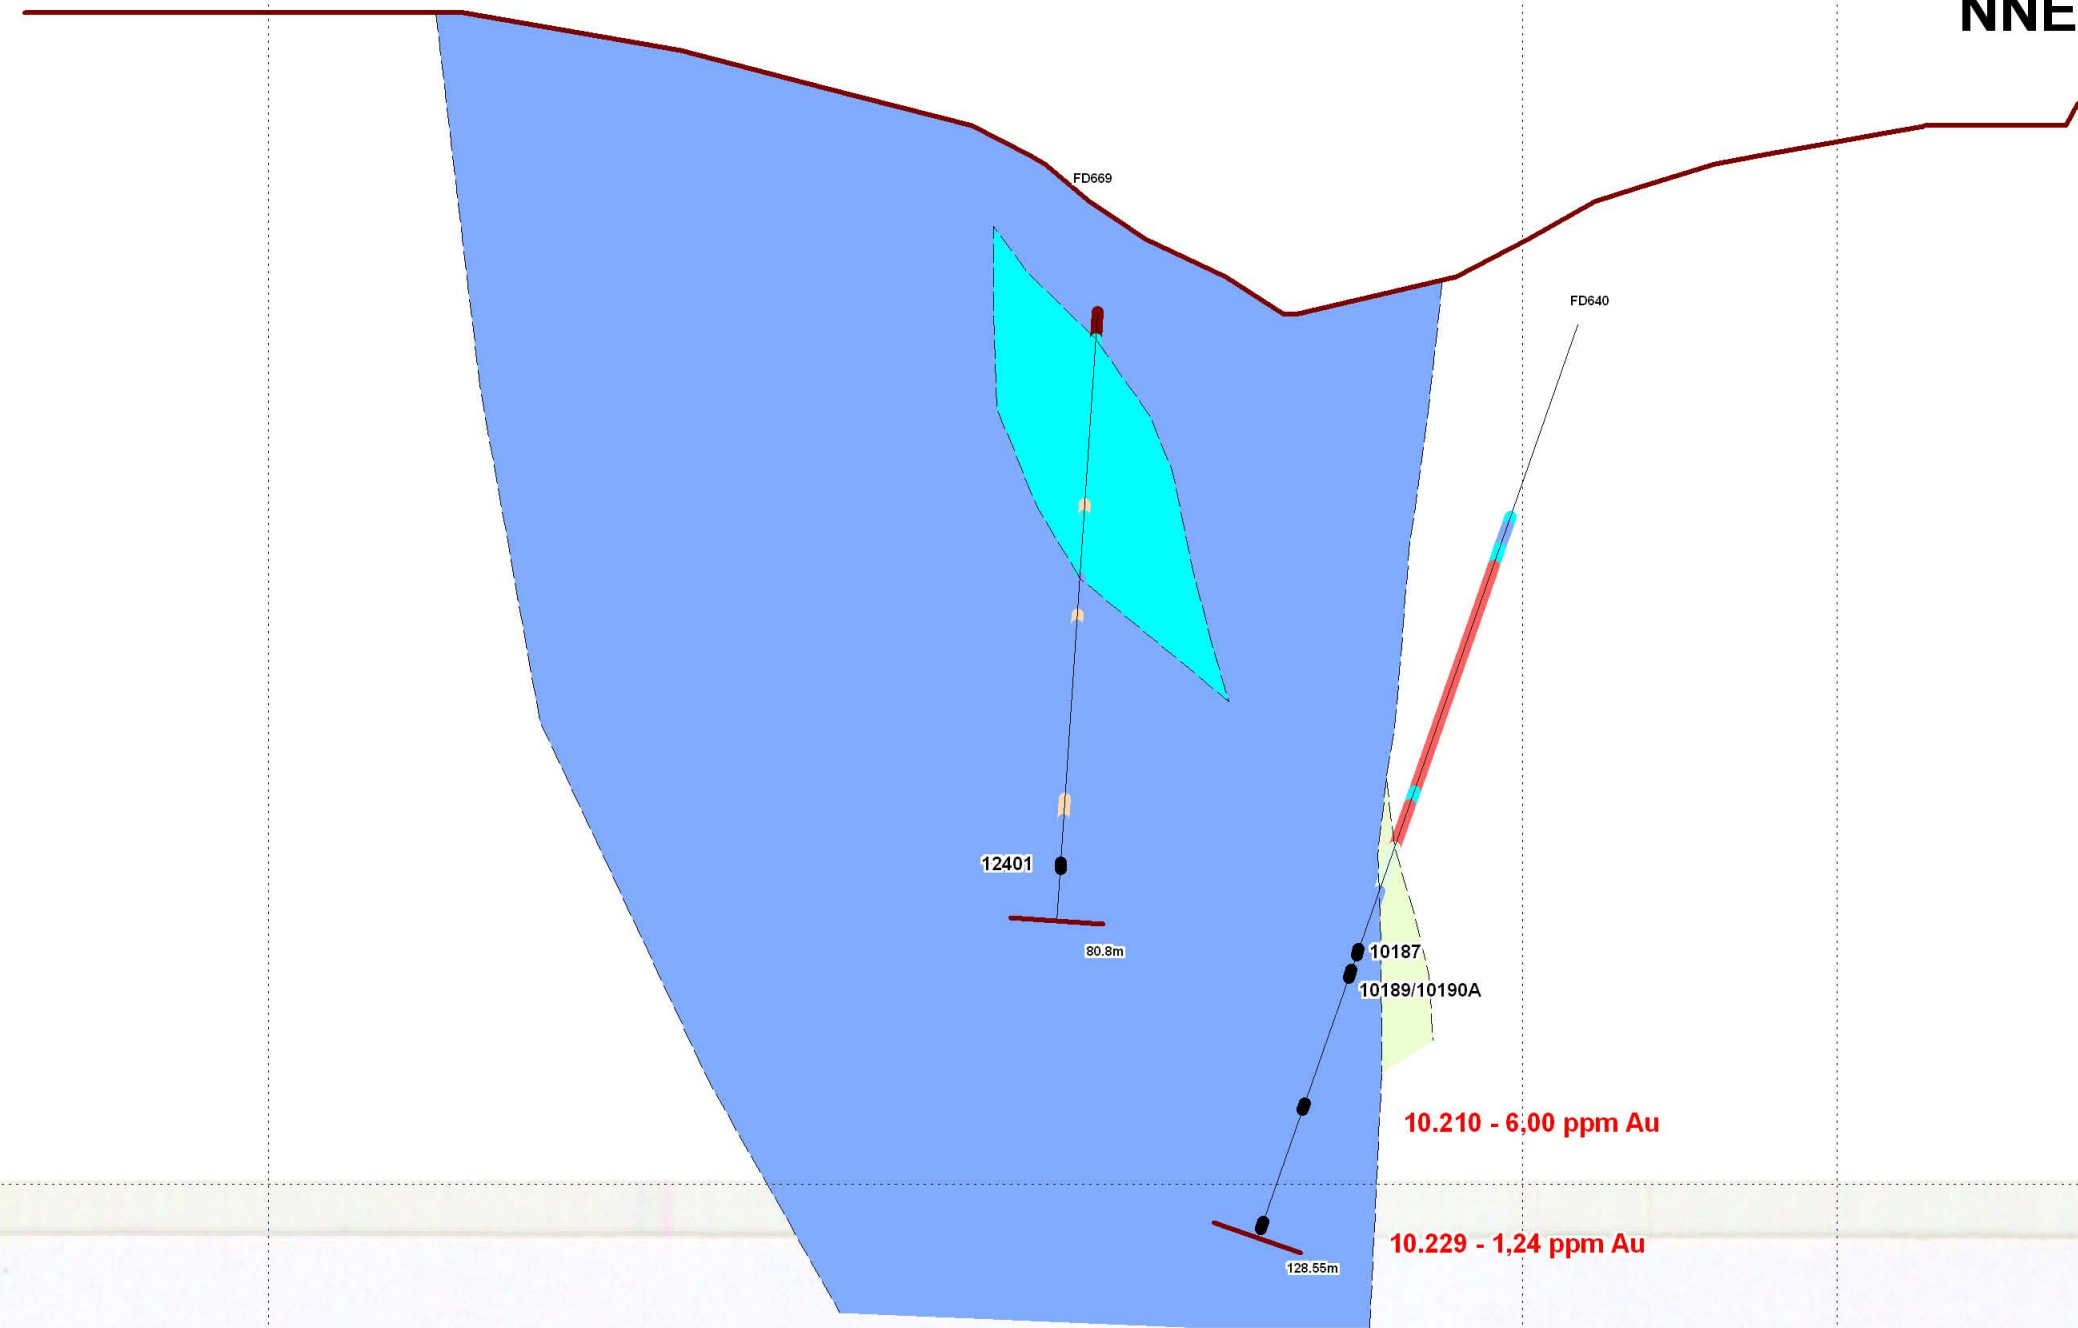 NNE
FD669
FD640
12401
80.8m
10187
10189/10190A
10.210 - 6,00 ppm Au
10.229 - 1,24 ppm Au
128.55m